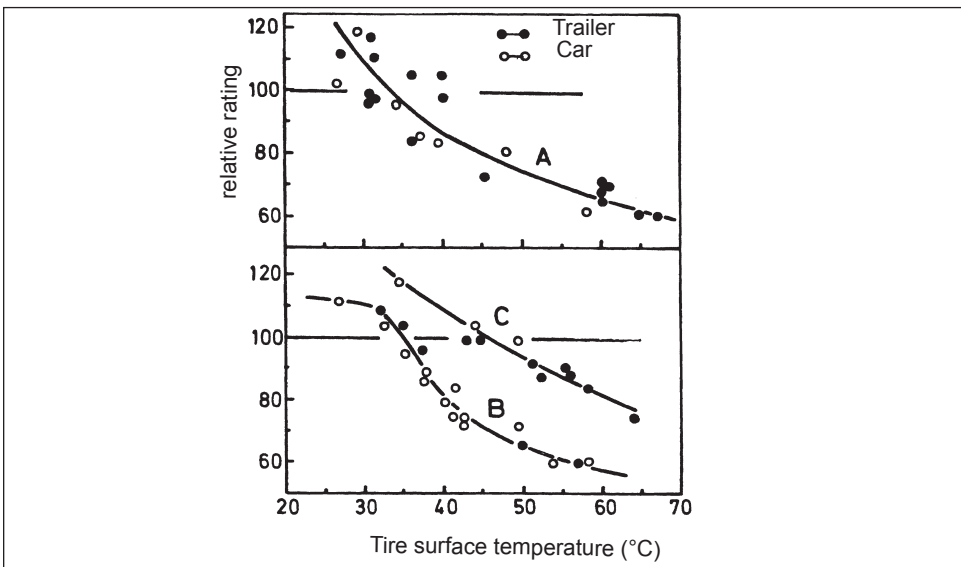 120
100
80
60
relative rating
Trailer
Car
A
120
100
80
60
C
B
20 30 40 50 60 70
Tire surface temperature (°C)